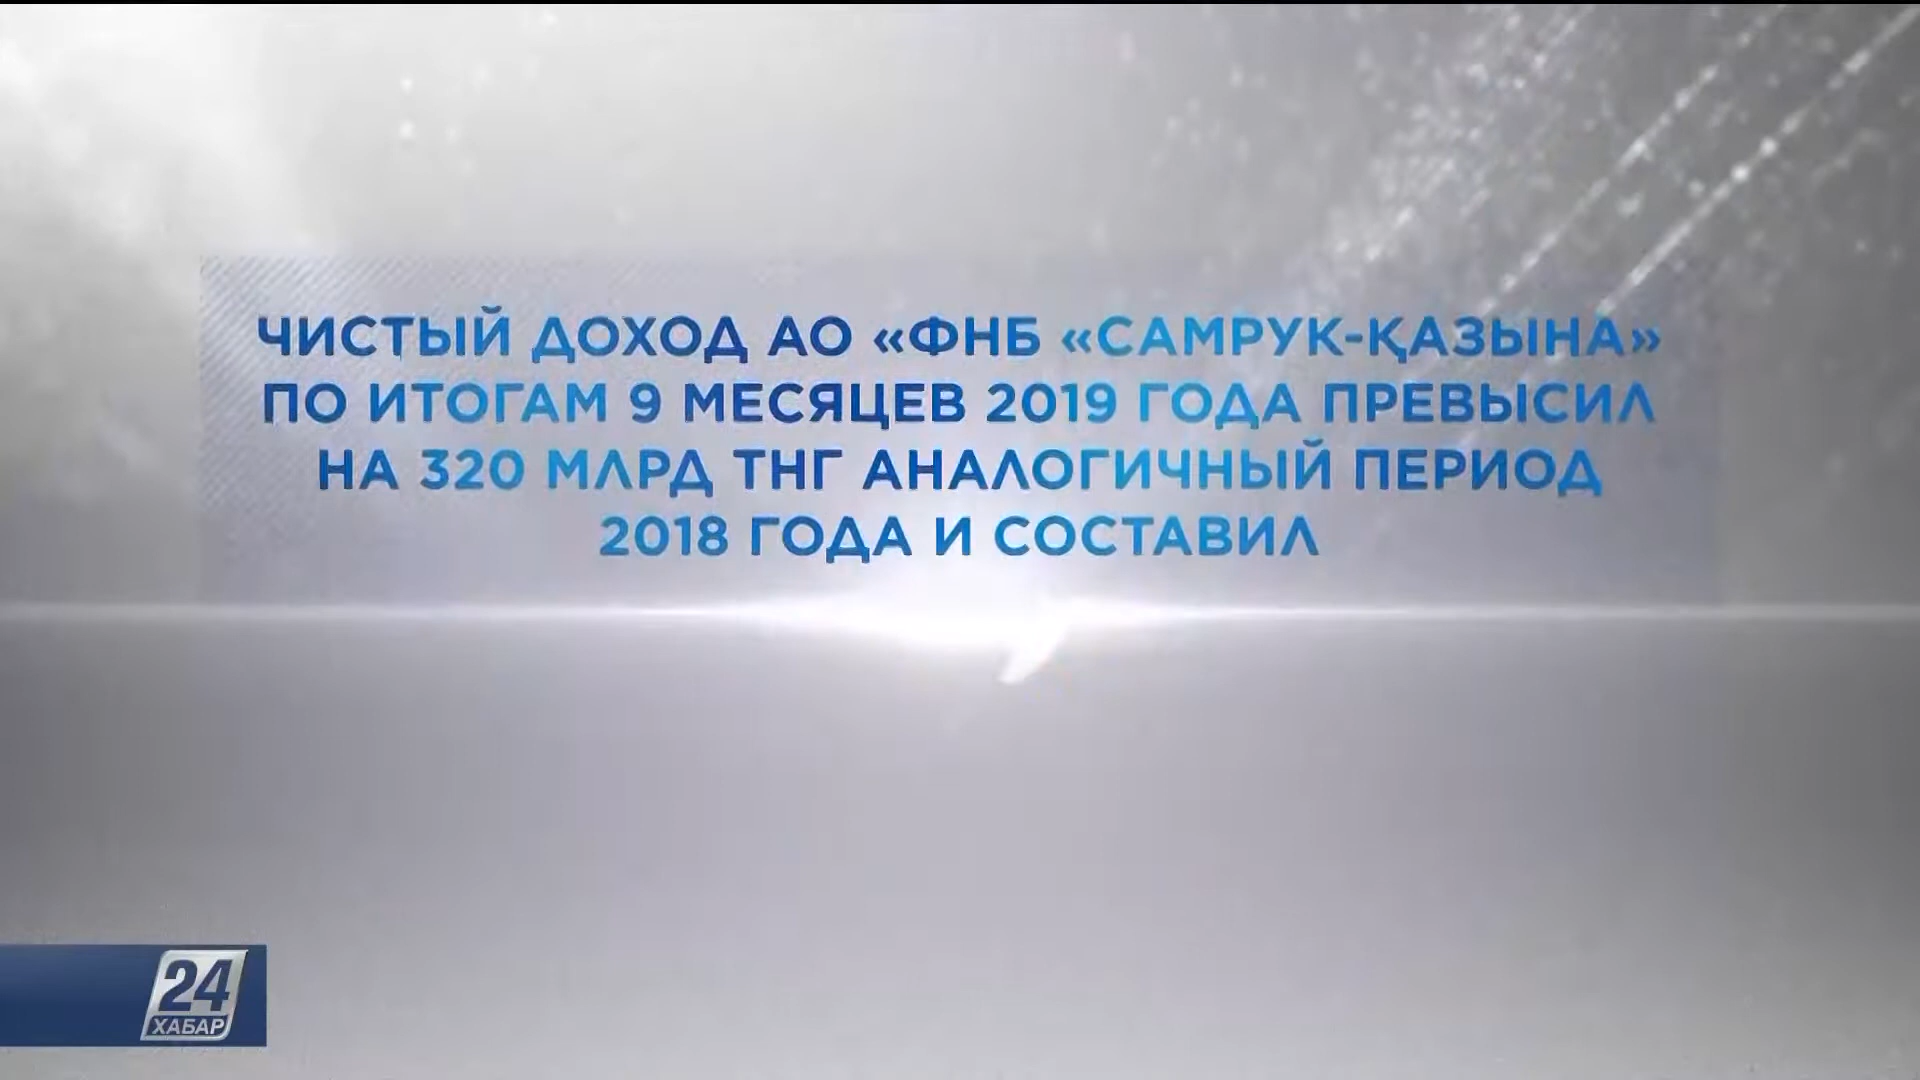 ЧИСТЫЙ ДОХОД АО «ФНБ «САМРУК-ҚАЗЫНА»
ПО ИТОГАМ 9 МЕСЯЦЕВ 2019 ГОДА ПРЕВЫСИЛ
НА 320 МЛРД ТНГ АНАЛОГИЧНЫЙ ПЕРИОД
2018 ГОДА И СОСТАВИЛ
24
ХАБАР